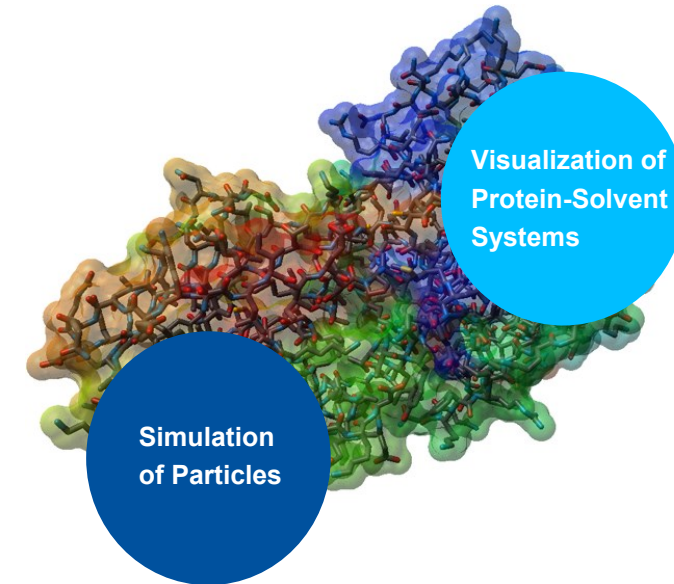 Visualization of
Protein-Solvent
Systems
Simulation
of Particles